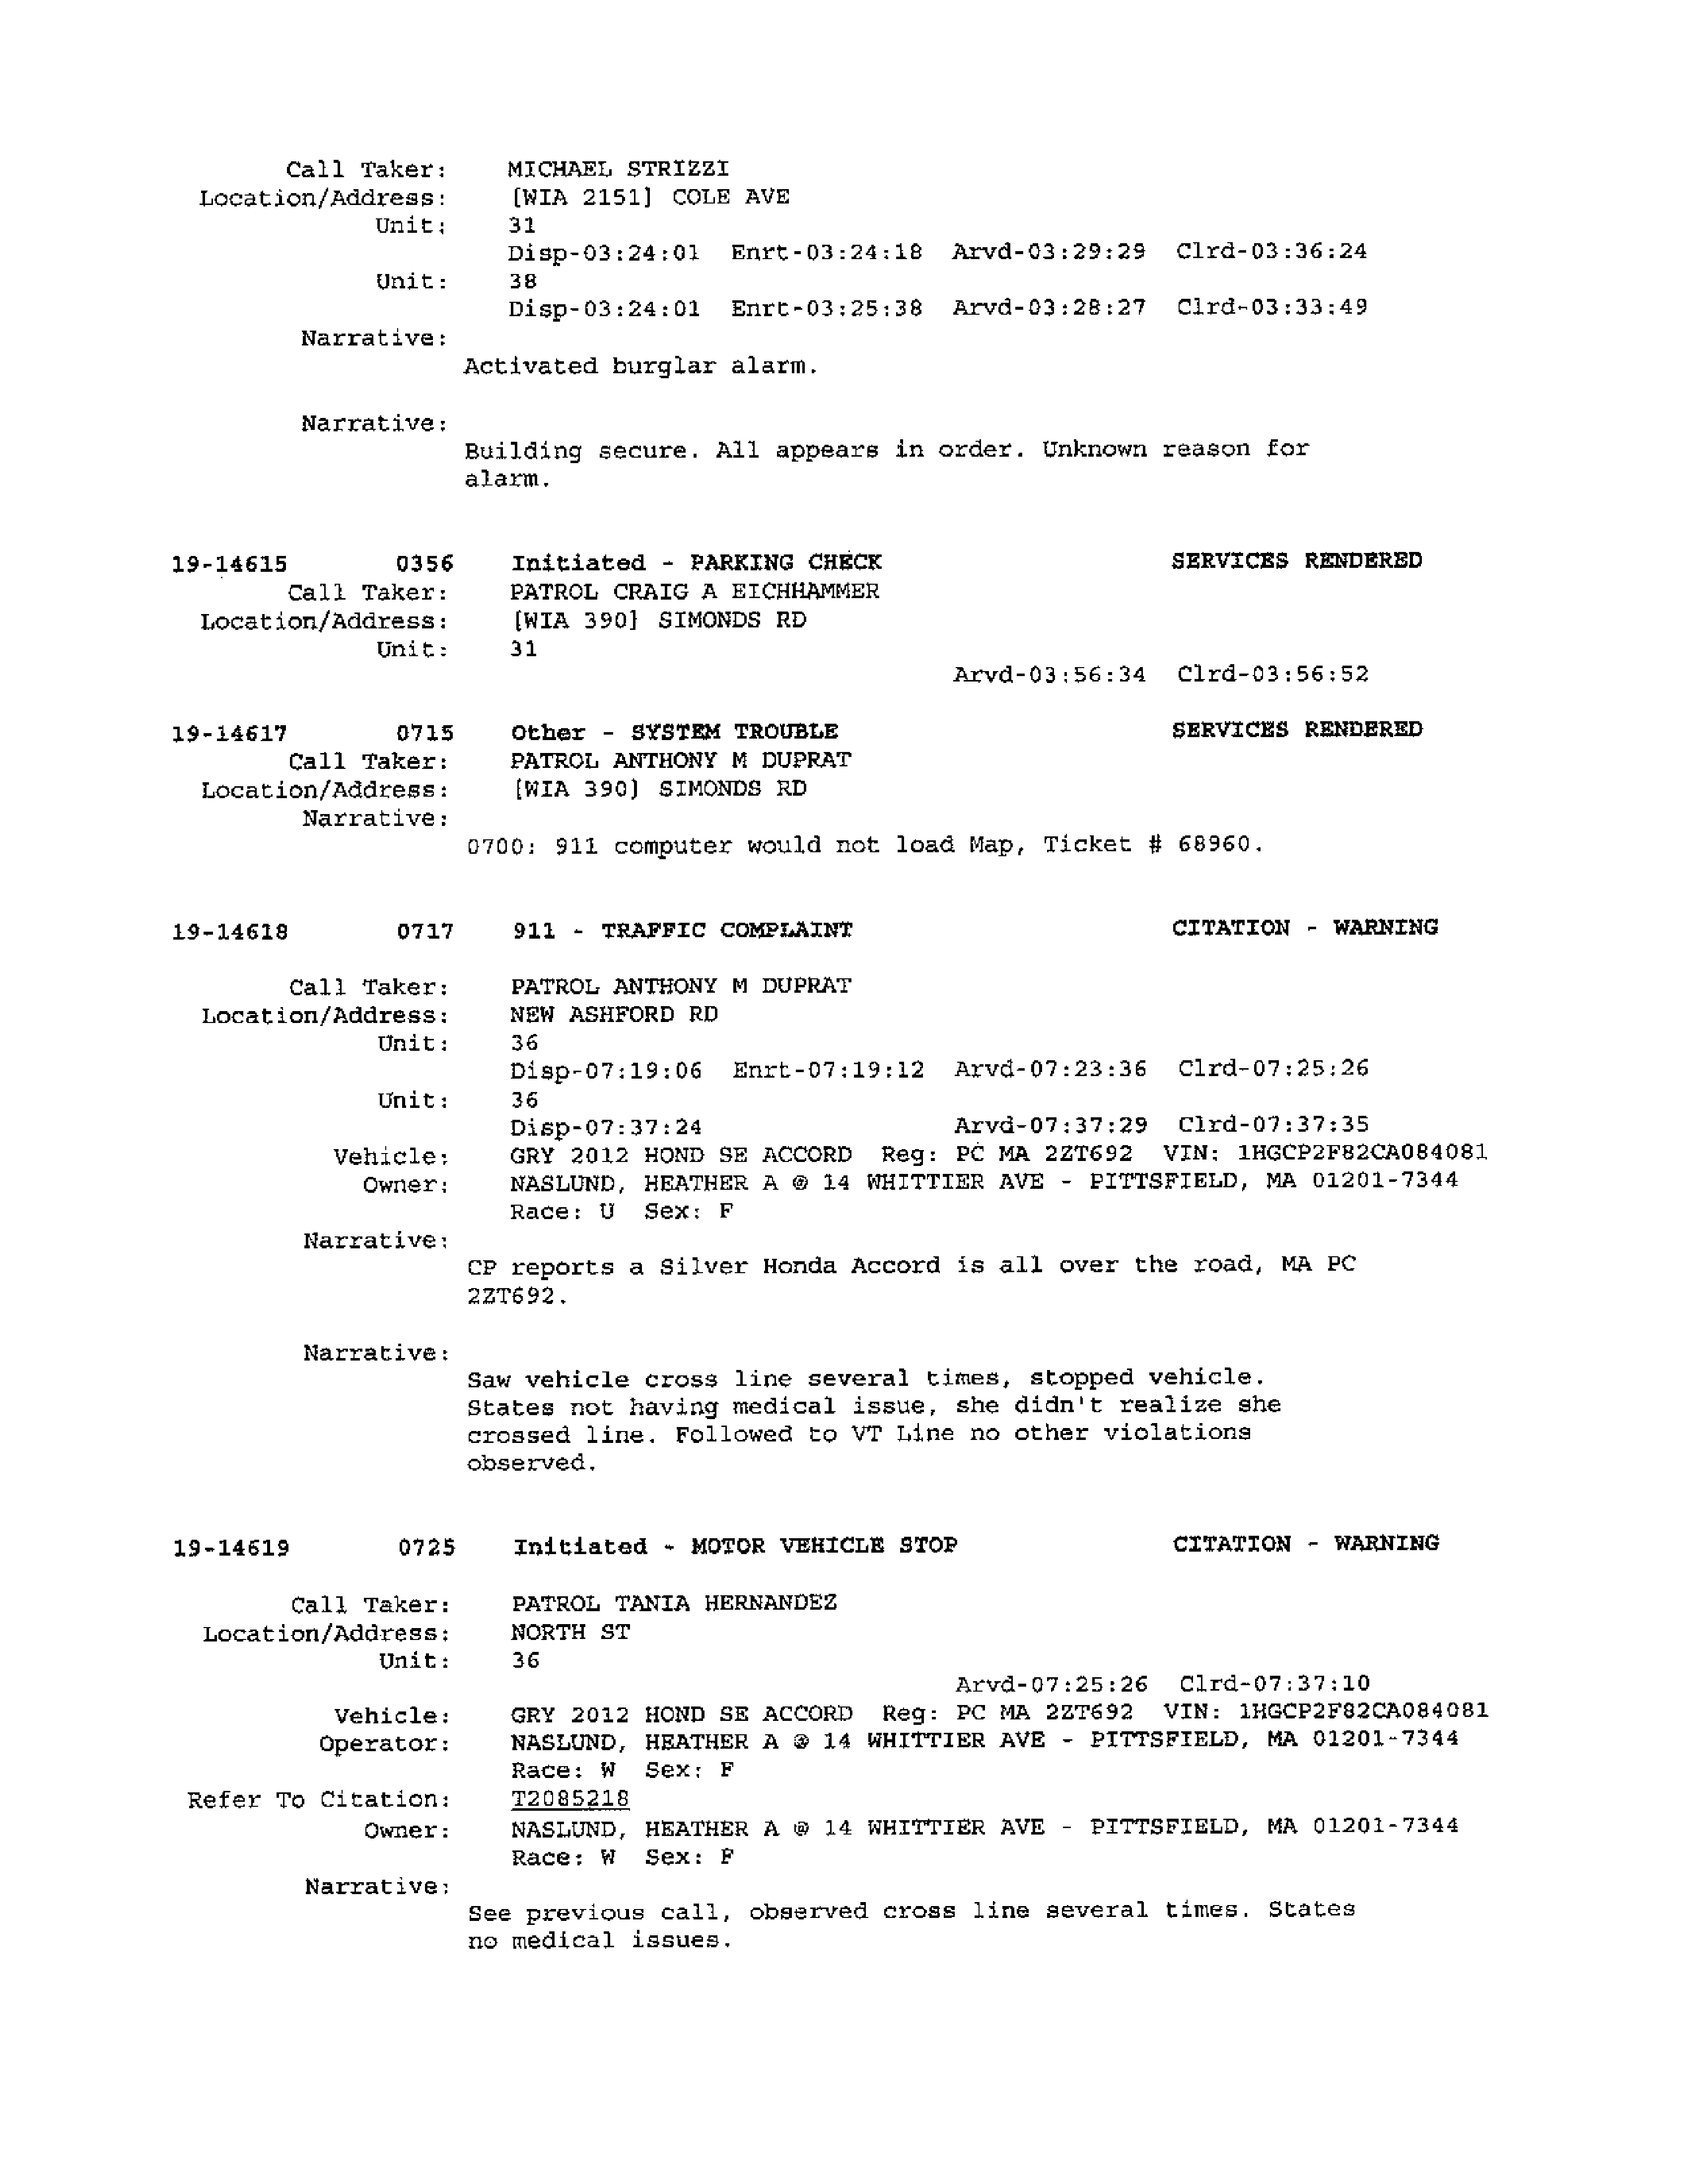 Call Taker: MICHAEL STRIZZI
Location/Address: [WIA 2151] COLE AVE
Unit: 31
Disp-03:24:01 Enrt-03:24:18 Arvd-03:29:29 Clrd-03:36:24
Unit: 38
Disp-03:24:01 Enrt-03:25:38 Arvd-03:28:27 Clrd-03:33:49
Narrative:
Activated burglar alarm.
Narrative:
Building secure. All appears in order. Unknown reason for
alarm.
19-14615 0356 Initiated - PARKING CHECK SERVICES RENDERED
Call Taker: PATROL CRAIG A EICHHAMMER
Location/Address: [WIA 390] SIMONDS RD
Unit: 31
Arvd-03:56:34 Clrd-03:56:52
19-14617 0715 Other - SYSTEM TROUBLE SERVICES RENDERED
Call Taker: PATROL ANTHONY M DUPRAT
Location/Address: [WIA 390] SIMONDS RD
Narrative:
0700: 911 computer would not load Map, Ticket # 68960.
19-14618 0717 911 - TRAFFIC COMPLAINT CITATION - WARNING
Call Taker: PATROL ANTHONY M DUPRAT
Location/Address: NEW ASHFORD RD
Unit: 36
Disp-07:19:06 Enrt-07:19:12 Arvd-07:23:36 Clrd-07:25:26
Unit: 36
Disp-07:37:24 Arvd-07:37:29 Clrd-07:37:35
Vehicle: GRY 2012 HOND SE ACCORD Reg: PC MA 2ZT692 VIN: 1HGCP2F82CA084081
Owner: NASLUND, HEATHER A @ 14 WHITTIER AVE - PITTSFIELD, MA 01201-7344
Race: U Sex: F
Narrative:
CP reports a Silver Honda Accord is all over the road, MA PC
2ZT692.
Narrative:
Saw vehicle cross line several times, stopped vehicle.
States not having medical issue, she didn't realize she
crossed line. Followed to VT Line no other violations
observed.
19-14619 0725 Initiated - MOTOR VEHICLE STOP CITATION - WARNING
Call Taker: PATROL TANIA HERNANDEZ
Location/Address: NORTH ST
Unit: 36
Arvd-07:25:26 Clrd-07:37:10
Vehicle: GRY 2012 HOND SE ACCORD Reg: PC MA 2ZT692 VIN: 1HGCP2F82CA084081
Operator: NASLUND, HEATHER A @ 14 WHITTIER AVE - PITTSFIELD, MA 01201-7344
Race: W Sex: F
Refer To Citation: T2085218
Owner: NASLUND, HEATHER A @ 14 WHITTIER AVE - PITTSFIELD, MA 01201-7344
Race: W Sex: F
Narrative:
See previous call, observed cross line several times. States
no medical issues.